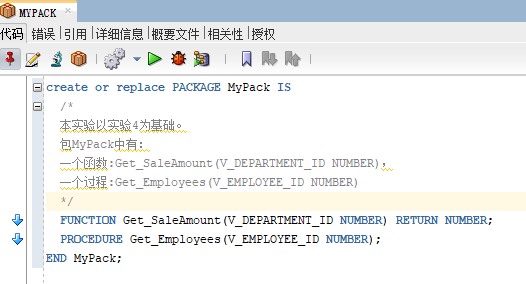 MYPACK
代码 错误 引用 详细信息 概要文件 相关性 授权
create or replace PACKAGE MyPack IS
/*
本实验以实验4为基础。
包MyPack中有:
一个函数:Get_SaleAmount(V_DEPARTMENT_ID NUMBER),
一个过程:Get_Employees(V_EMPLOYEE_ID NUMBER)
*/
FUNCTION Get_SaleAmount(V_DEPARTMENT_ID NUMBER) RETURN NUMBER;
PROCEDURE Get_Employees(V_EMPLOYEE_ID NUMBER);
END MyPack;